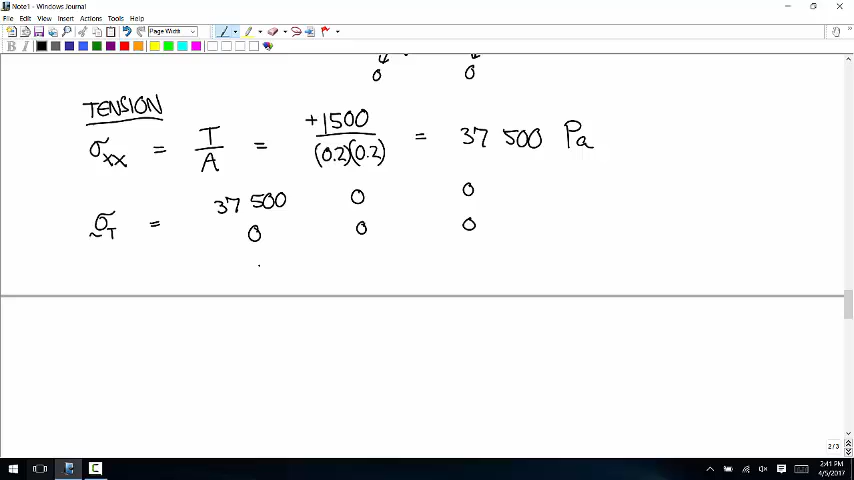 Note1 - Windows Journal
File Edit View Insert Actions Tools Help
Page Width
B I
0 0
TENSION
σxx = T/A = +1500/(0.2)(0.2) = 37 500 Pa
37 500 0 0
σT = 0 0 0
2/3
2:41 PM
4/5/2017